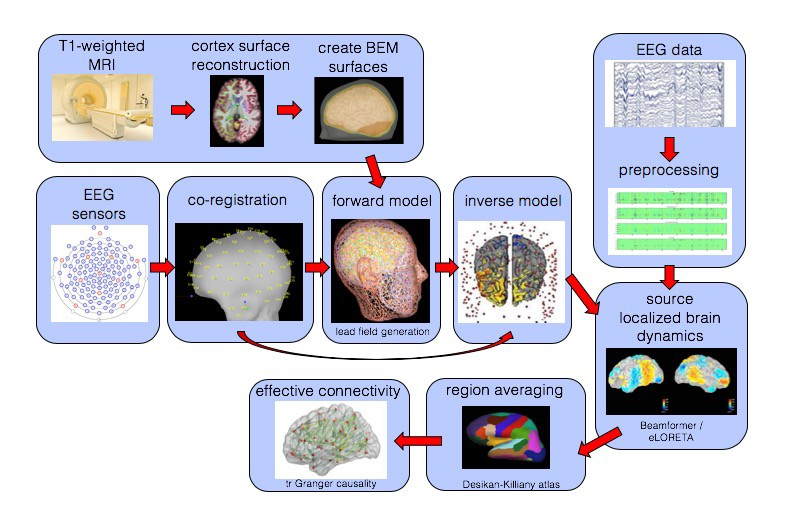 T1-weighted
MRI
cortex surface
reconstruction
create BEM
surfaces
EEG data
preprocessing
EEG
sensors
co-registration
forward model
lead field generation
inverse model
source
localized brain
dynamics
Beamformer /
eLORETA
region averaging
Desikan-Killiany atlas
effective connectivity
tr Granger causality